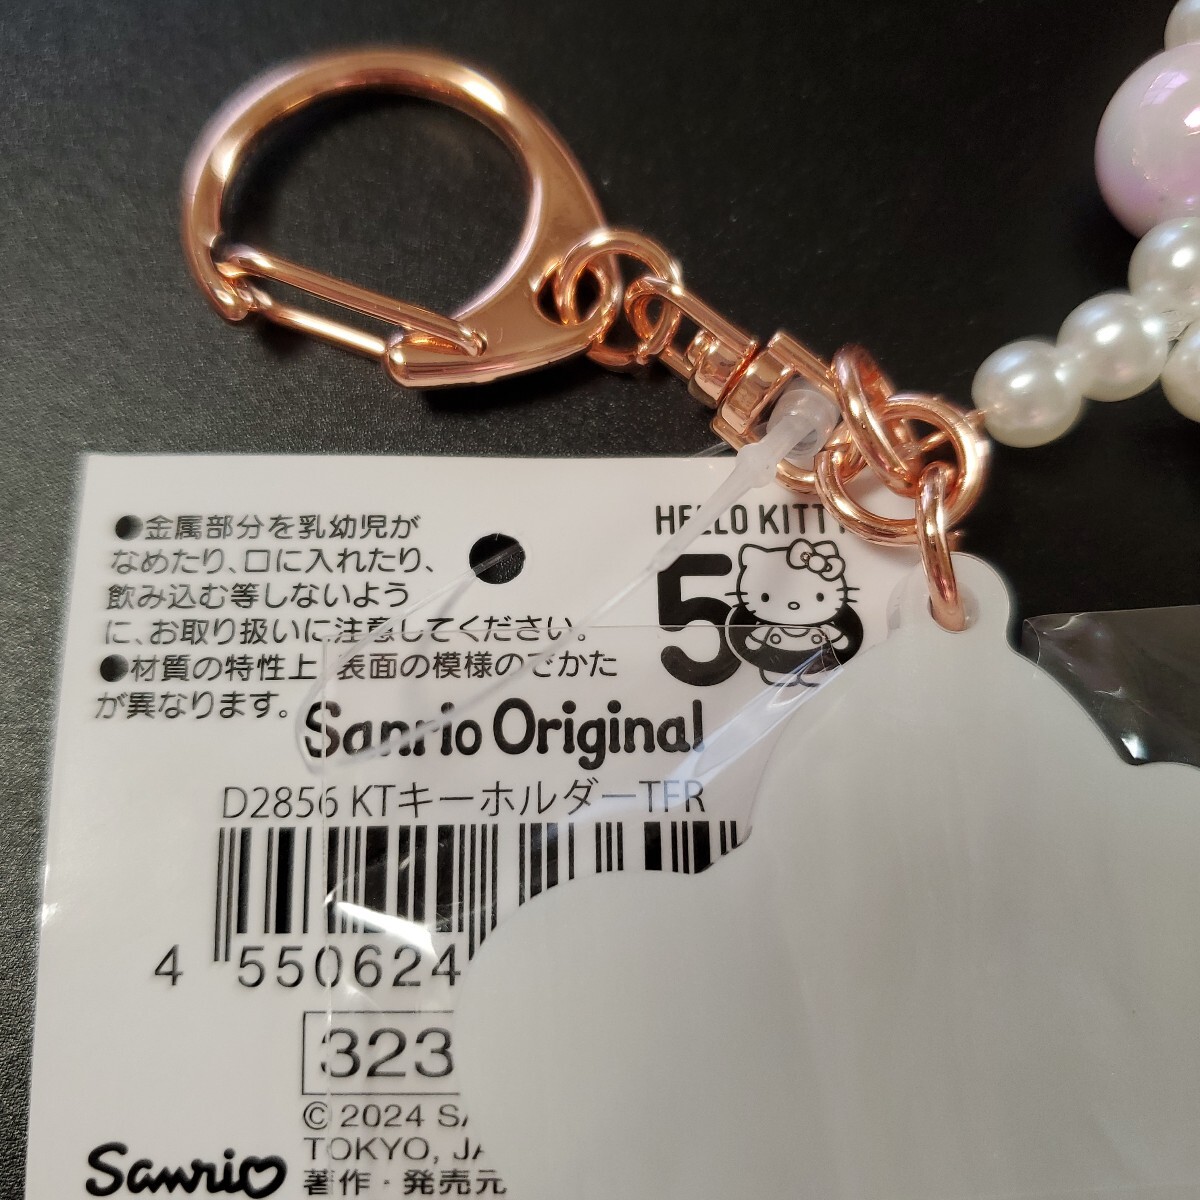 ●金属部分を乳幼児が
なめたり、口に入れたり、
飲み込む等しないよう
に、お取り扱いに注意してください。
●材質の特性上、表面の模様のでかた
が異なります。
HELLO KITTY
50
Sanrio Original
D2856 KTキーホルダーTFR
4 550624
323
© 2024
TOKYO,
著作・発売元
Sanrio